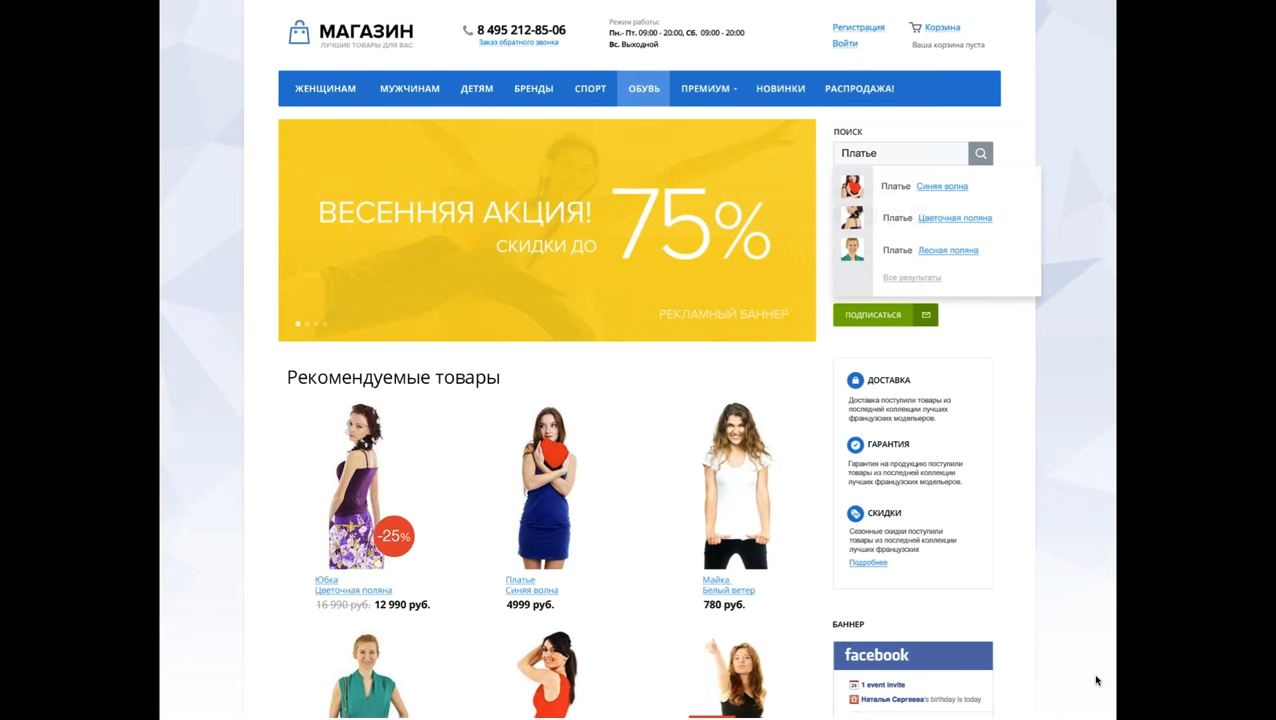 МАГАЗИН
ЛУЧШИЕ ТОВАРЫ ДЛЯ ВАС
8 495 212-85-06
Заказ обратного звонка
Режим работы:
Пн.- Пт. 09:00 - 20:00, Сб. 09:00 - 20:00
Вс. Выходной
Регистрация
Войти
Корзина
Ваша корзина пуста
ЖЕНЩИНАМ МУЖЧИНАМ ДЕТЯМ БРЕНДЫ СПОРТ ОБУВЬ ПРЕМИУМ НОВИНКИ РАСПРОДАЖА!
ВЕСЕННЯЯ АКЦИЯ!
СКИДКИ ДО
75%
РЕКЛАМНЫЙ БАННЕР
ПОИСК
Платье
Платье Синяя волна
Платье Цветочная поляна
Платье Лесная поляна
Все результаты
ПОДПИСАТЬСЯ
Рекомендуемые товары
-25%
Юбка
Цветочная поляна
16 990 руб. 12 990 руб.
Платье
Синяя волна
4999 руб.
Майка
Белый ветер
780 руб.
ДОСТАВКА
Доставка поступили товары из
последней коллекции лучших
французских модельеров.
ГАРАНТИЯ
Гарантия на продукцию поступили
товары из последней коллекции
лучших французских модельеров.
СКИДКИ
Сезонные скидки поступили
товары из последней коллекции
лучших французских
Подробнее
БАННЕР
facebook
1 event invite
Наталья Сергеева's birthday is today